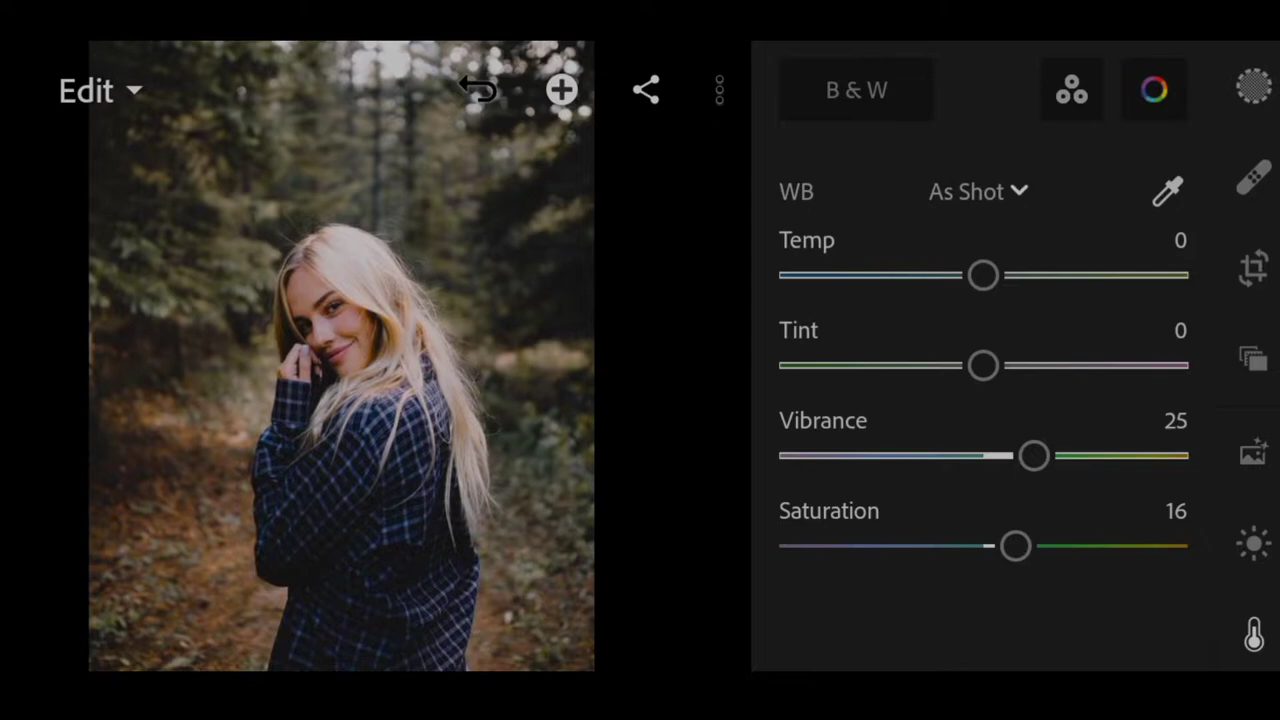 Edit
B & W
WB As Shot
Temp 0
Tint 0
Vibrance 25
Saturation 16